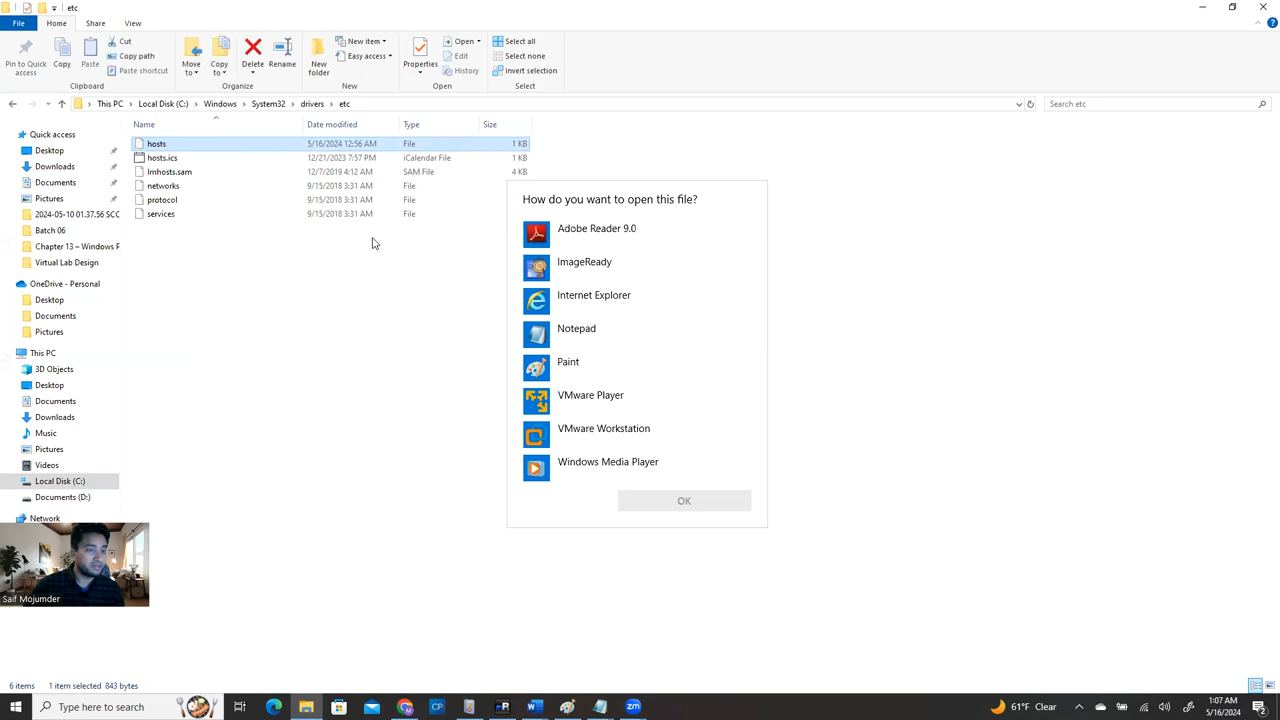 etc
File
Home
Share
View
Pin to Quick access
Copy
Paste
Cut
Copy path
Paste shortcut
Clipboard
Move to
Copy to
Delete
Rename
Organize
New folder
New item
Easy access
New
Properties
Open
Edit
History
Open
Select all
Select none
Invert selection
Select
This PC
Local Disk (C:)
Windows
System32
drivers
etc
Search etc
Name
Date modified
Type
Size
hosts 5/16/2024 12:56 AM File 1 KB
hosts.ics 12/21/2023 7:57 PM iCalendar File 1 KB
lmhosts.sam 12/7/2019 4:12 AM SAM File 4 KB
networks 9/15/2018 3:31 AM File
protocol 9/15/2018 3:31 AM File
services 9/15/2018 3:31 AM File
Quick access
Desktop
Downloads
Documents
Pictures
2024-05-10 01.37.56 SCC
Batch 06
Chapter 13 – Windows P
Virtual Lab Design
OneDrive - Personal
Desktop
Documents
Pictures
This PC
3D Objects
Desktop
Documents
Downloads
Music
Pictures
Videos
Local Disk (C:)
Documents (D:)
Network
How do you want to open this file?
Adobe Reader 9.0
ImageReady
Internet Explorer
Notepad
Paint
VMware Player
VMware Workstation
Windows Media Player
OK
Saif Mojumder
6 items
1 item selected 843 bytes
Type here to search
CP
R
zm
61°F Clear
1:07 AM
5/16/2024